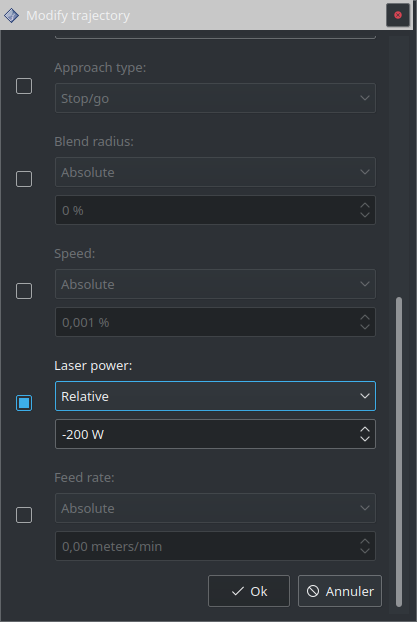 Modify trajectory
Approach type:
Stop/go
Blend radius:
Absolute
0 %
Speed:
Absolute
0,001 %
Laser power:
Relative
-200 W
Feed rate:
Absolute
0,00 meters/min
Ok
Annuler